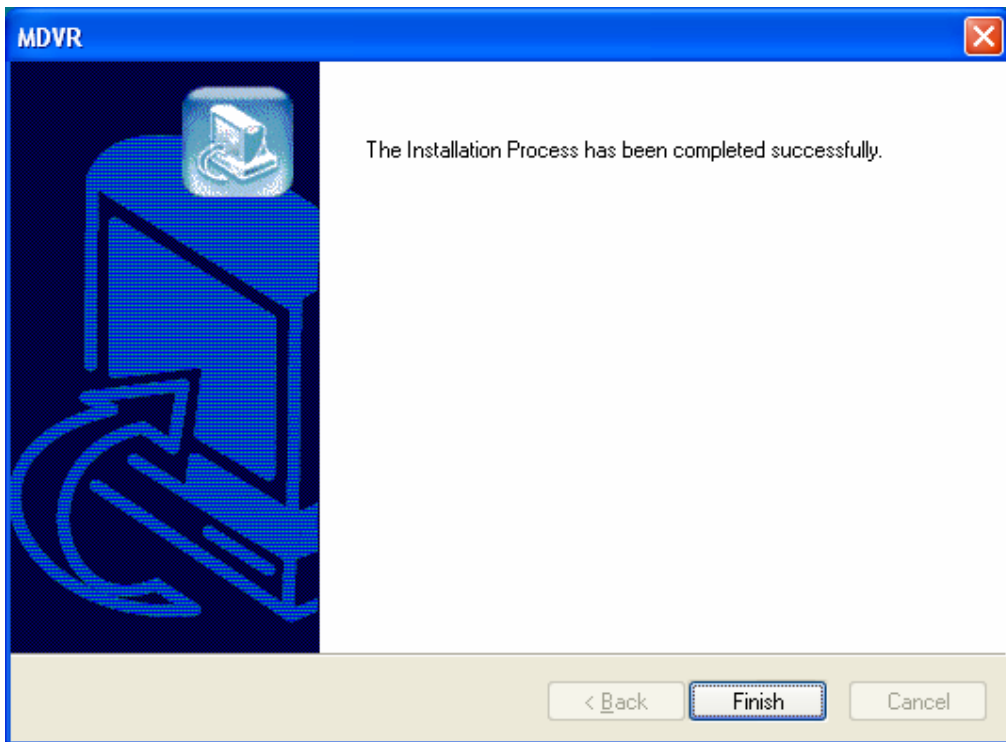 MDVR
The Installation Process has been completed successfully.
< Back
Finish
Cancel